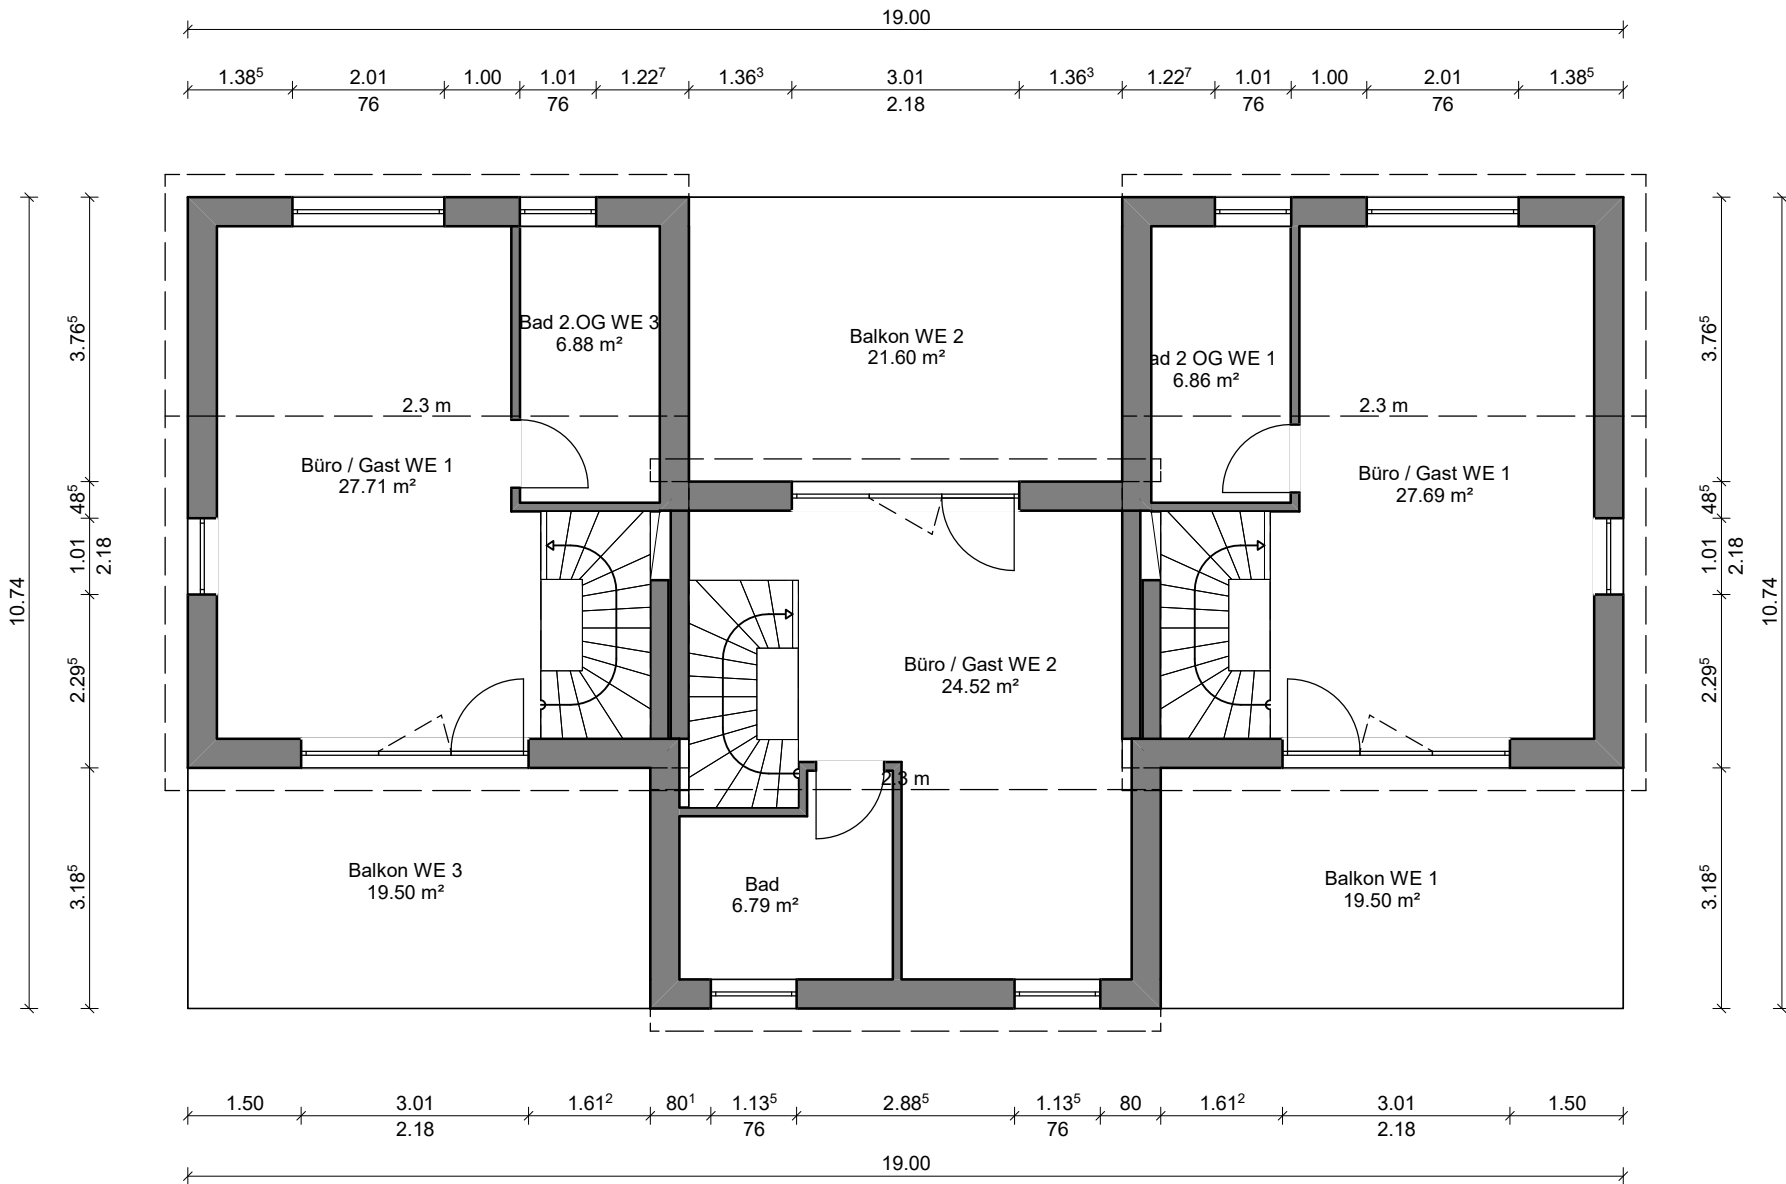 19.00
1.38⁵ 2.01 1.00 1.01 1.22⁷ 1.36³ 3.01 1.36³ 1.22⁷ 1.01 1.00 2.01 1.38⁵
76 76 2.18 76 76
Bad 2.OG WE 3
6.88 m²
Balkon WE 2
21.60 m²
ad 2 OG WE 1
6.86 m²
2.3 m
2.3 m
Büro / Gast WE 1
27.71 m²
Büro / Gast WE 1
27.69 m²
Büro / Gast WE 2
24.52 m²
2.3 m
Balkon WE 3
19.50 m²
Bad
6.79 m²
Balkon WE 1
19.50 m²
10.74
3.76⁵
48⁵
1.01
2.18
2.29⁵
3.18⁵
3.76⁵
48⁵
1.01
2.18
2.29⁵
3.18⁵
10.74
1.50 3.01 1.61² 80¹ 1.13⁵ 2.88⁵ 1.13⁵ 80 1.61² 3.01 1.50
2.18 76 76 2.18
19.00